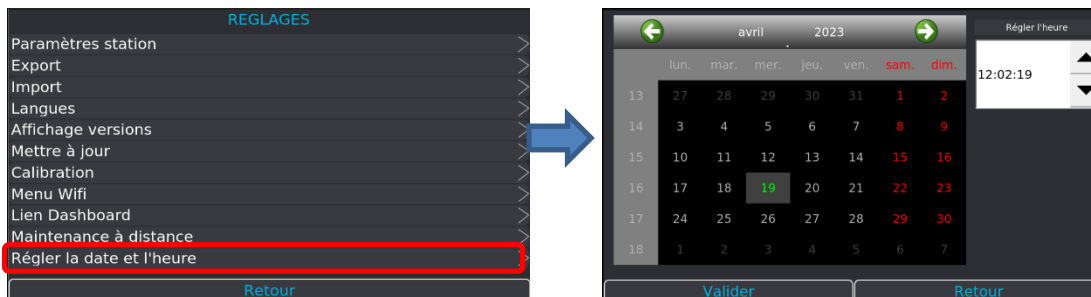 REGLAGES
Paramètres station
Export
Import
Langues
Affichage versions
Mettre à jour
Calibration
Menu Wifi
Lien Dashboard
Maintenance à distance
Régler la date et l'heure
Retour
avril 2023
lun. mar. mer. jeu. ven. sam. dim.
13 27 28 29 30 31 1 2
14 3 4 5 6 7 8 9
15 10 11 12 13 14 15 16
16 17 18 19 20 21 22 23
17 24 25 26 27 28 29 30
18 1 2 3 4 5 6 7
Régler l'heure
12:02:19
Valider Retour